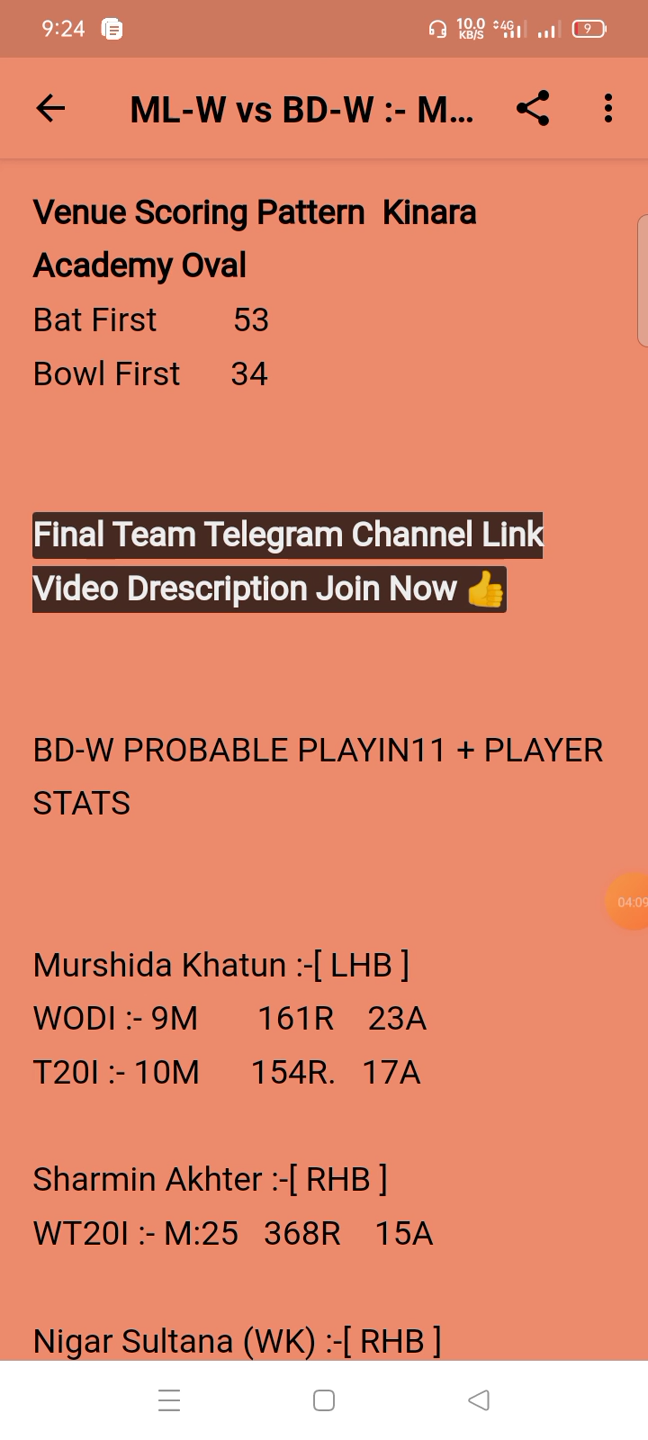 9:24
10.0
KB/S
4G
9
ML-W vs BD-W :- M...
Venue Scoring Pattern  Kinara
Academy Oval
Bat First 53
Bowl First 34
Final Team Telegram Channel Link
Video Drescription Join Now 👍
BD-W PROBABLE PLAYIN11 + PLAYER
STATS
04:09
Murshida Khatun :-[ LHB ]
WODI :- 9M 161R 23A
T20I :- 10M 154R. 17A
Sharmin Akhter :-[ RHB ]
WT20I :- M:25 368R 15A
Nigar Sultana (WK) :-[ RHB ]